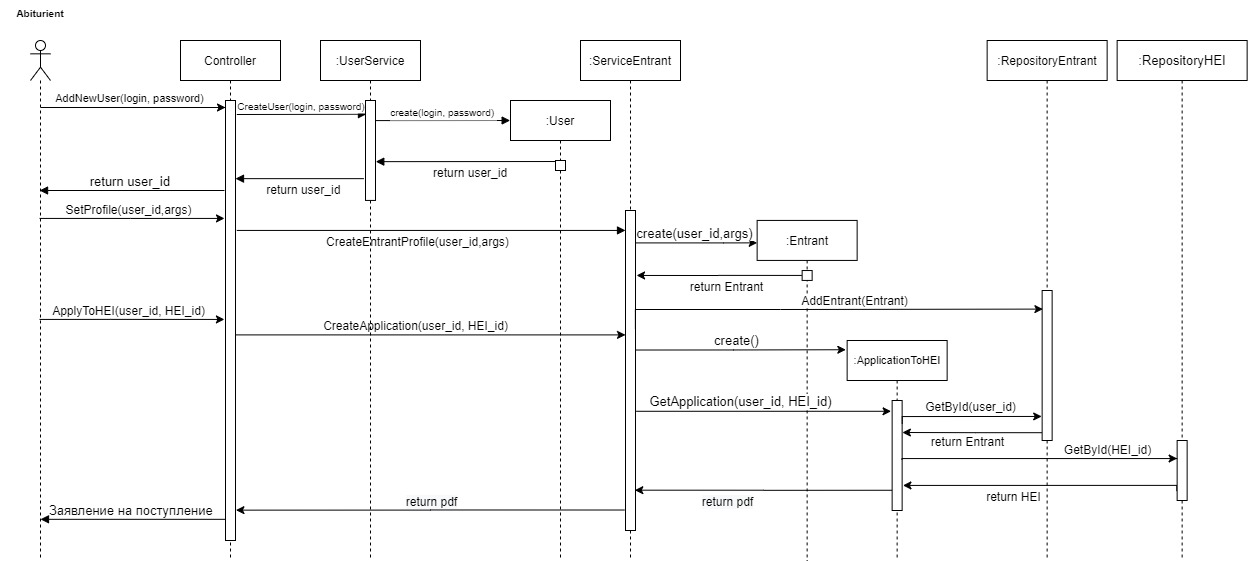 Abiturient
Controller
:UserService
:ServiceEntrant
:RepositoryEntrant
:RepositoryHEI
AddNewUser(login, password)
CreateUser(login, password)
create(login, password)
:User
return user_id
return user_id
return user_id
SetProfile(user_id,args)
CreateEntrantProfile(user_id,args)
create(user_id,args)
:Entrant
return Entrant
AddEntrant(Entrant)
ApplyToHEI(user_id, HEI_id)
CreateApplication(user_id, HEI_id)
create()
:ApplicationToHEI
GetApplication(user_id, HEI_id)
GetById(user_id)
return Entrant
GetById(HEI_id)
return HEI
return pdf
return pdf
Заявление на поступление